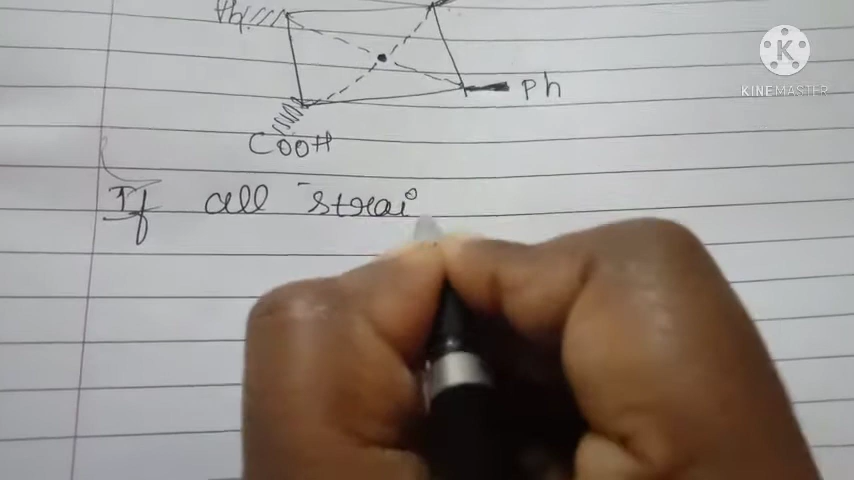 Ph
Ph
COOH
If all strai
K
KINEMASTER